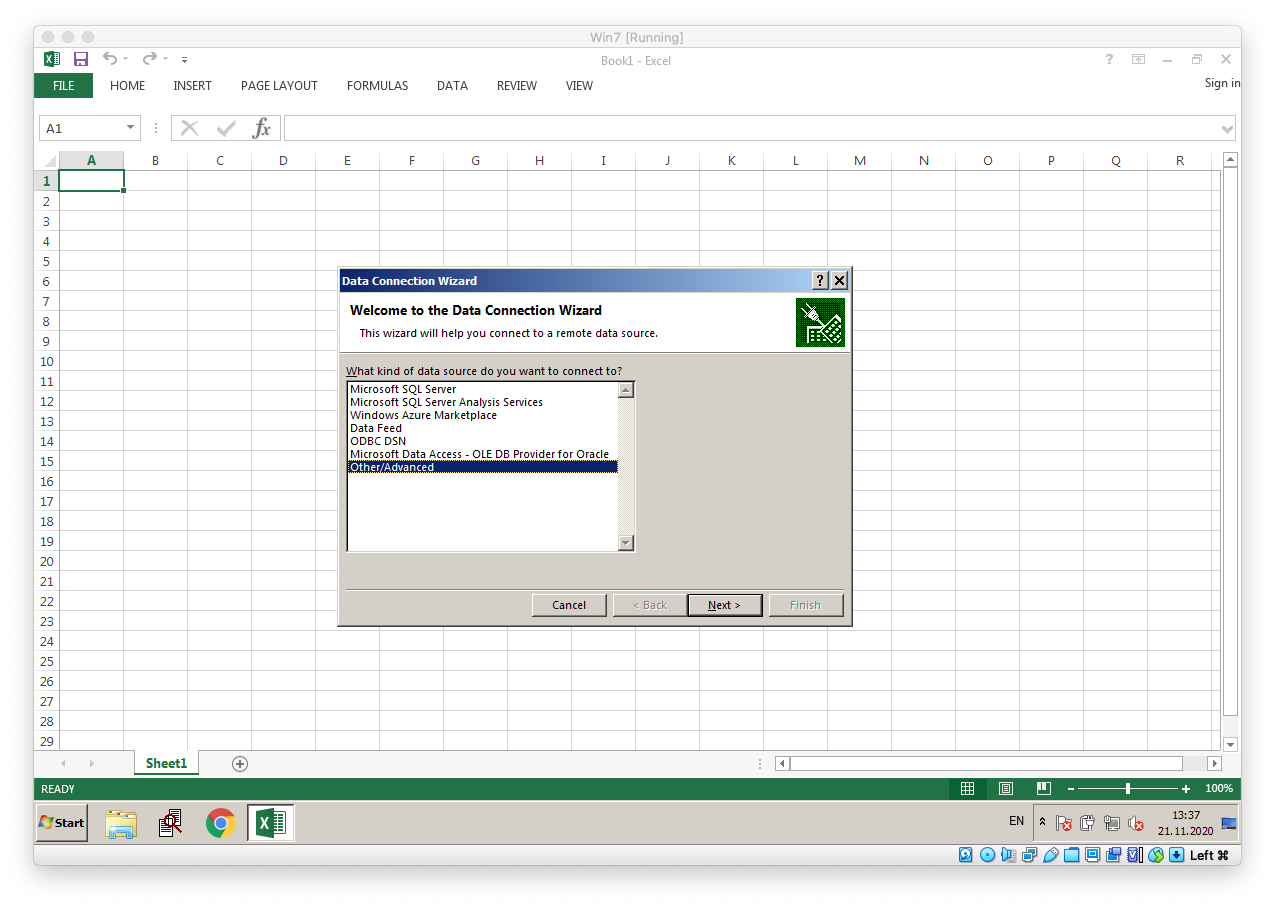 Win7 [Running]
Book1 - Excel
?
FILE HOME INSERT PAGE LAYOUT FORMULAS DATA REVIEW VIEW Sign in
A1 fx
A B C D E F G H I J K L M N O P Q R
1
2
3
4
5
6
7
8
9
10
11
12
13
14
15
16
17
18
19
20
21
22
23
24
25
26
27
28
29
Data Connection Wizard ?
Welcome to the Data Connection Wizard
This wizard will help you connect to a remote data source.
What kind of data source do you want to connect to?
Microsoft SQL Server
Microsoft SQL Server Analysis Services
Windows Azure Marketplace
Data Feed
ODBC DSN
Microsoft Data Access - OLE DB Provider for Oracle
Other/Advanced
Cancel < Back Next > Finish
Sheet1
READY 100%
Start EN 13:37
21.11.2020
Left ⌘